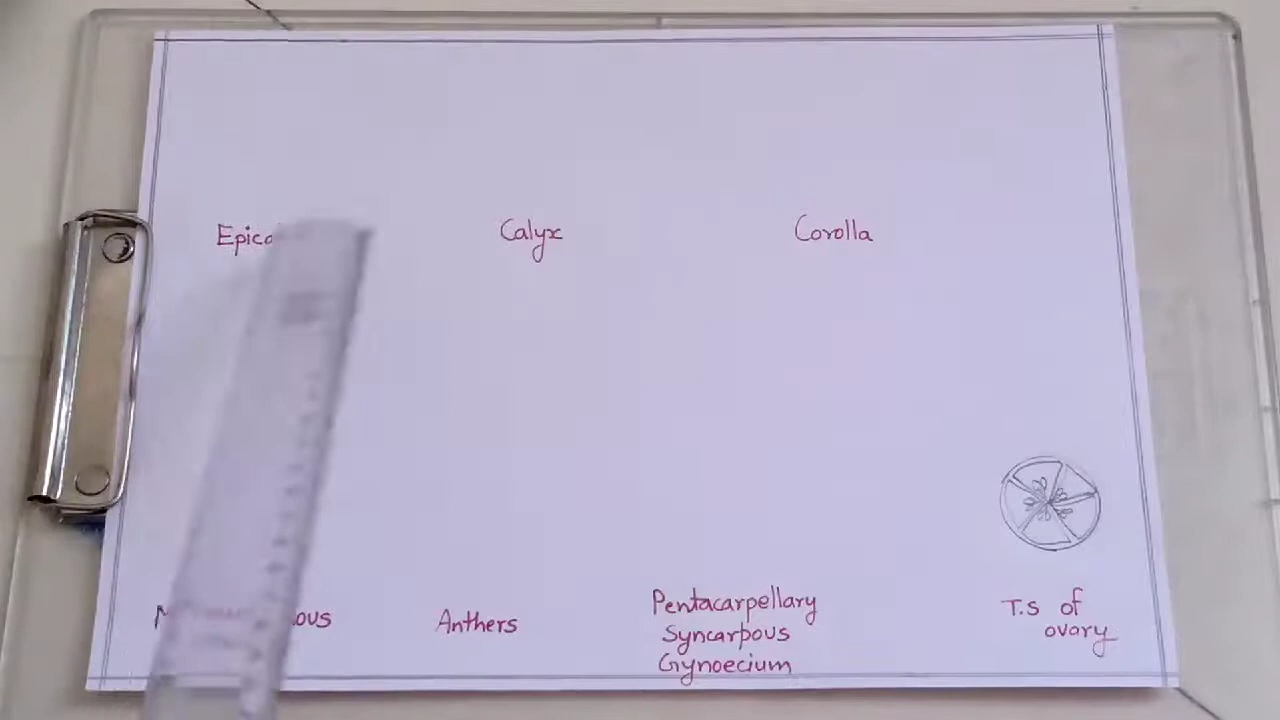 Calyx
Corolla
Anthers
Pentacarpellary
Syncarpous
Gynoecium
T.S of
ovary